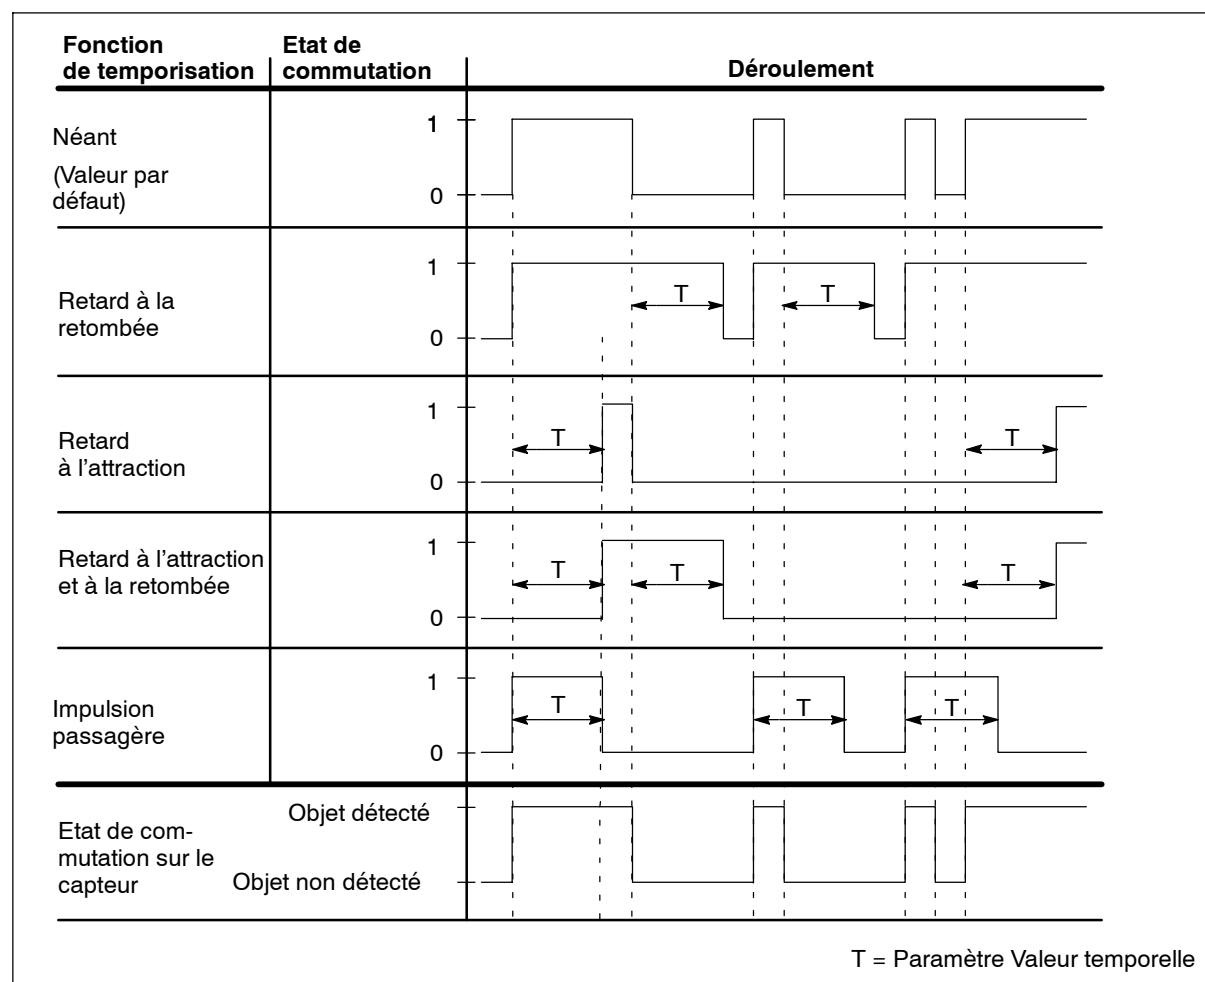 Fonction
de temporisation
Etat de
commutation
Déroulement
Néant
(Valeur par
défaut)
1
0
Retard à la
retombée
1
0
T
T
Retard
à l’attraction
1
0
T
T
Retard à l’attraction
et à la retombée
1
0
T
T
T
Impulsion
passagère
1
0
T
T
T
Etat de com-
mutation sur le
capteur
Objet détecté
Objet non détecté
T = Paramètre Valeur temporelle